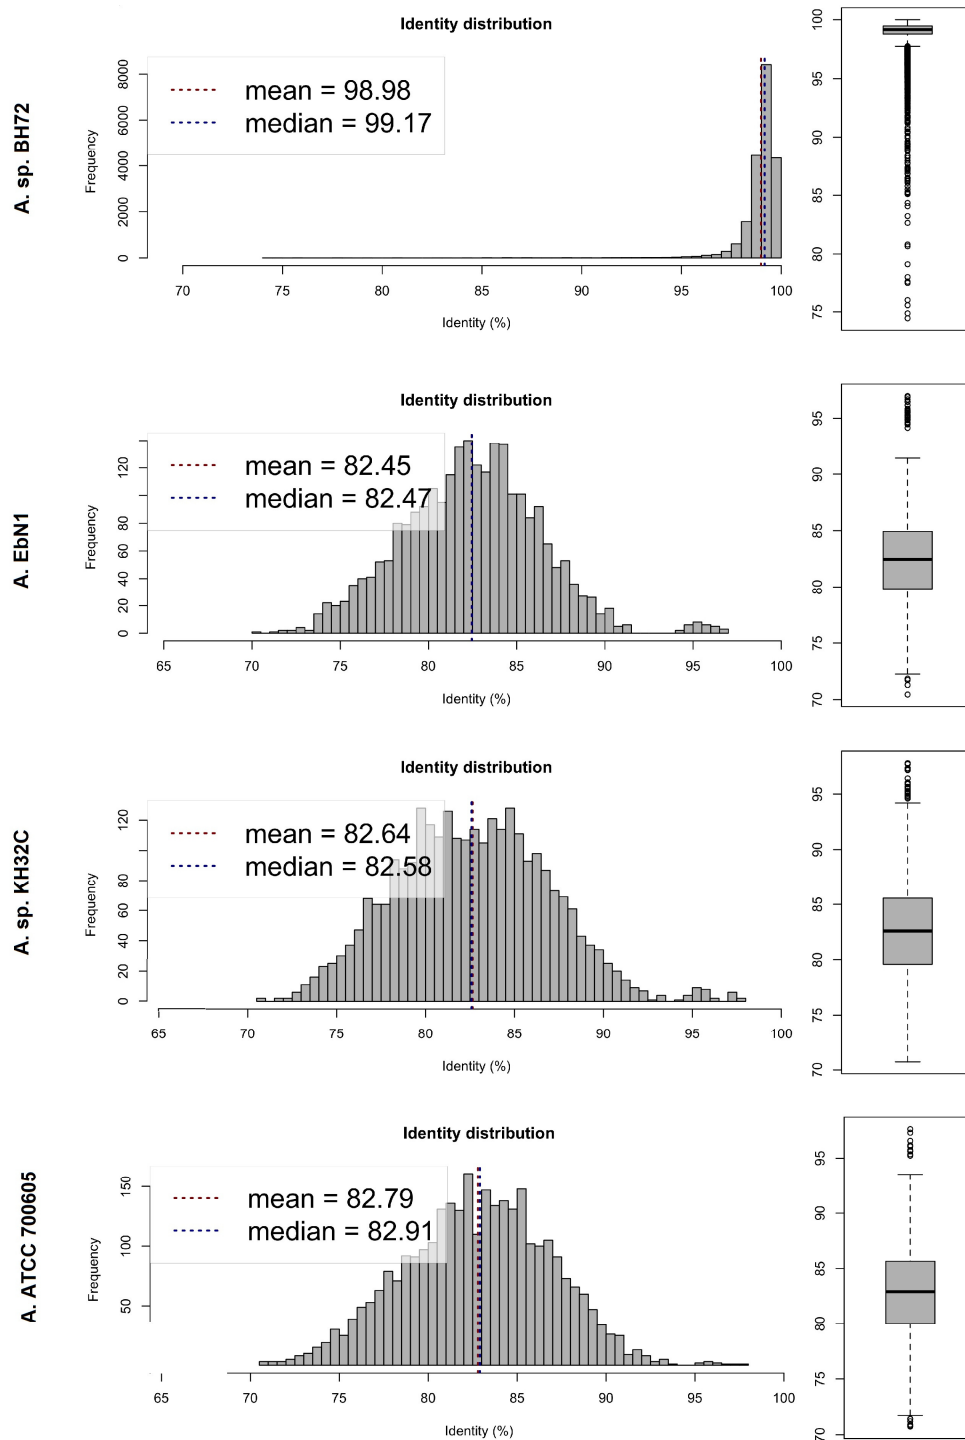 Identity distribution
A. sp. BH72
Frequency
0 2000 4000 6000 8000
mean = 98.98
median = 99.17
70 75 80 85 90 95 100
Identity (%)
75 80 85 90 95 100
Identity distribution
A. EbN1
Frequency
0 20 40 60 80 120
mean = 82.45
median = 82.47
65 70 75 80 85 90 95 100
Identity (%)
70 75 80 85 90 95
Identity distribution
A. sp. KH32C
Frequency
0 20 40 60 80 120
mean = 82.64
median = 82.58
65 70 75 80 85 90 95 100
Identity (%)
70 75 80 85 90 95
Identity distribution
A. ATCC 700605
Frequency
50 100 150
mean = 82.79
median = 82.91
65 70 75 80 85 90 95 100
Identity (%)
70 75 80 85 90 95